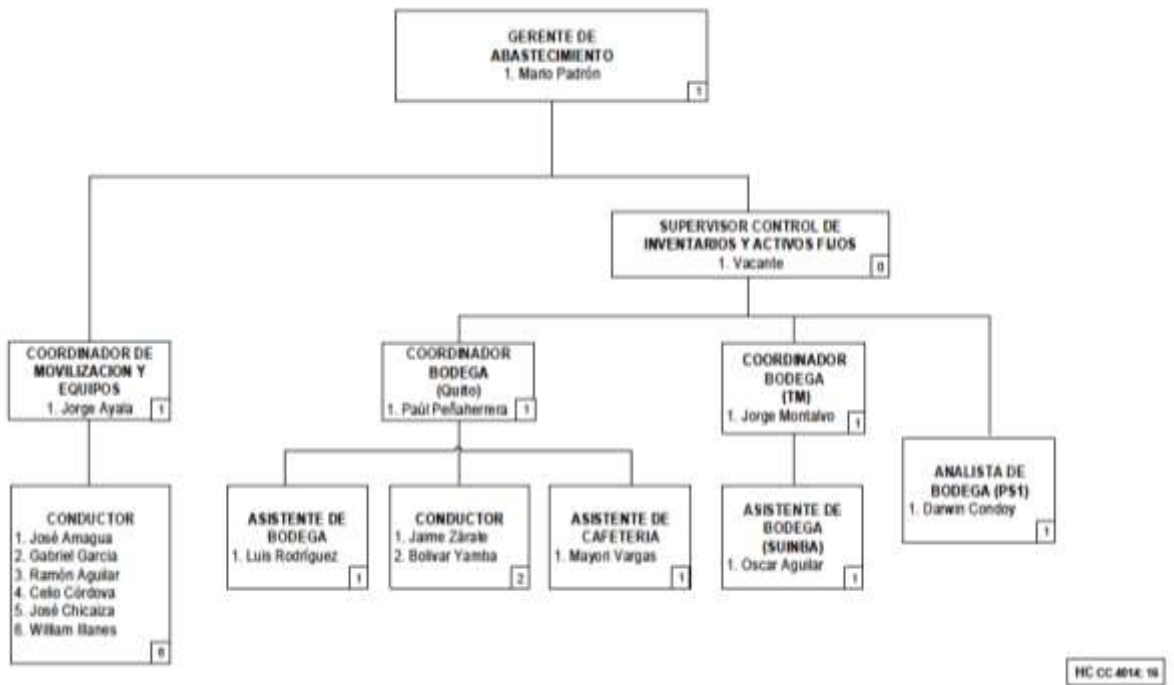 GERENTE DE
ABASTECIMIENTO
1. Mario Padrón
1
SUPERVISOR CONTROL DE
INVENTARIOS Y ACTIVOS FIJOS
1. Vacante
0
COORDINADOR DE
MOVILIZACION Y
EQUIPOS
1. Jorge Ayala
1
COORDINADOR
BODEGA
(Quito)
1. Paúl Peñaherrera
1
COORDINADOR
BODEGA
(TM)
1. Jorge Montalvo
1
ANALISTA DE
BODEGA (PS1)
1. Darwin Condoy
1
CONDUCTOR
1. José Amagua
2. Gabriel García
3. Ramón Aguilar
4. Celio Córdova
5. José Chicaiza
6. William Illanes
6
ASISTENTE DE
BODEGA
1. Luis Rodríguez
1
CONDUCTOR
1. Jaime Zárate
2. Bolivar Yamba
2
ASISTENTE DE
CAFETERIA
1. Mayori Vargas
1
ASISTENTE DE
BODEGA
(SUINBA)
1. Oscar Aguilar
1
HC CC 4014: 16